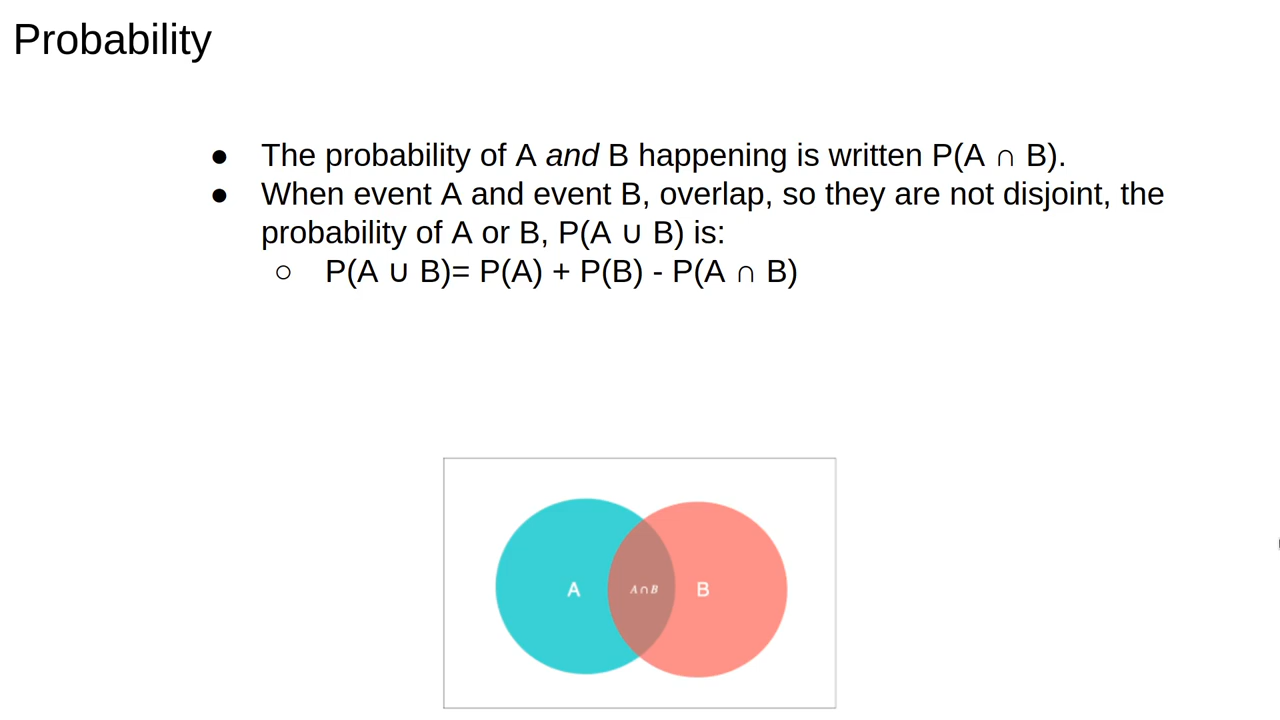 Probability
● The probability of A and B happening is written P(A ∩ B).
● When event A and event B, overlap, so they are not disjoint, the
probability of A or B, P(A ∪ B) is:
○ P(A ∪ B)= P(A) + P(B) - P(A ∩ B)
A A∩B B